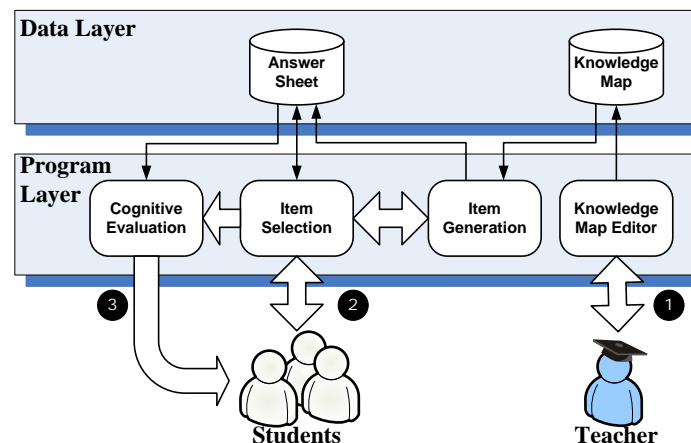 Data Layer
Answer
Sheet
Knowledge
Map
Program
Layer
Cognitive
Evaluation
Item
Selection
Item
Generation
Knowledge
Map Editor
3
2
1
Students
Teacher